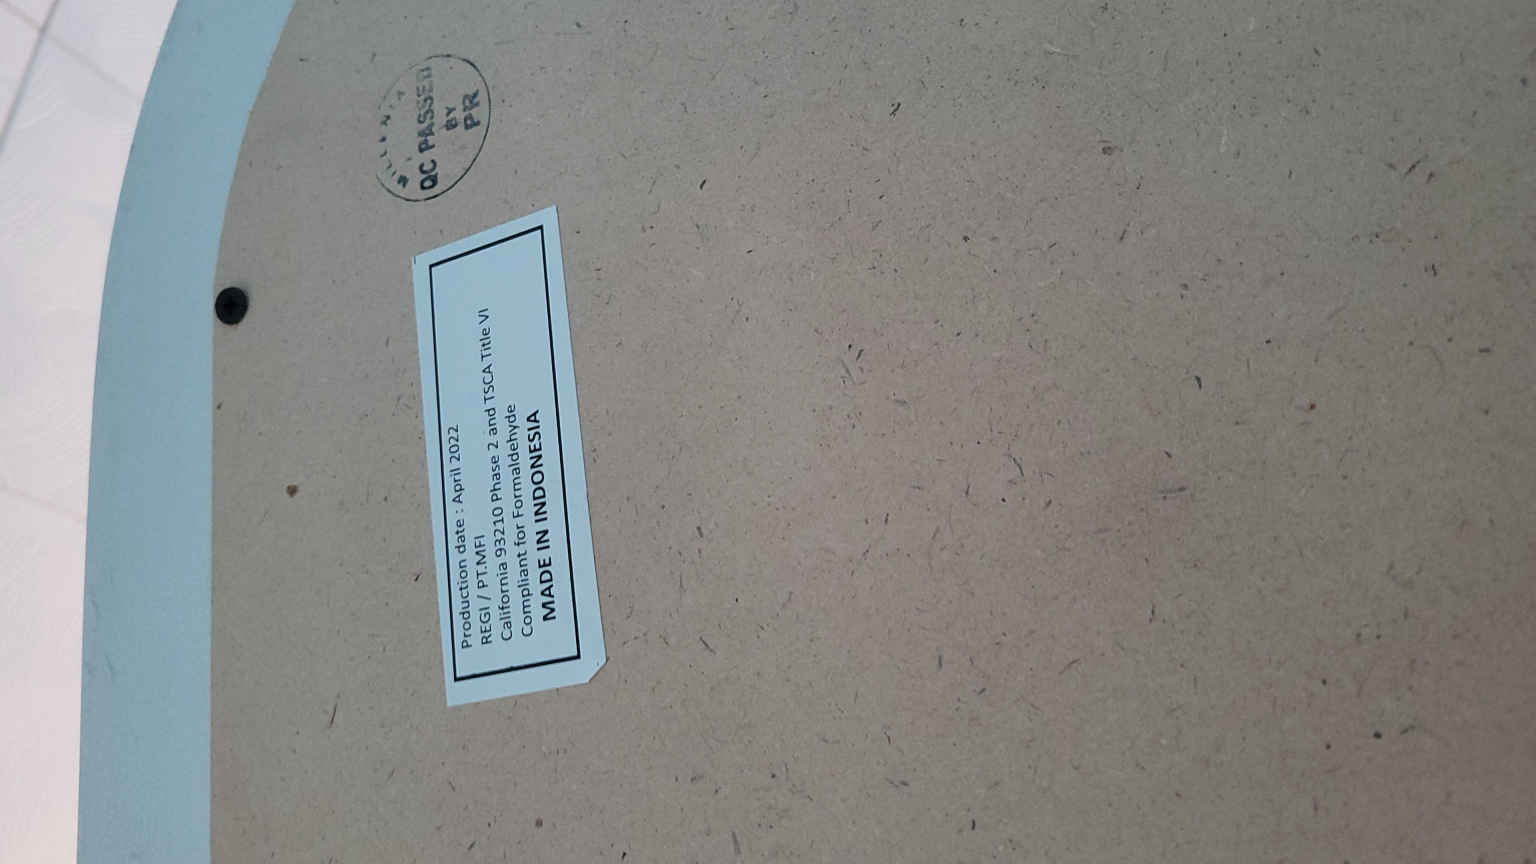 QC PASSED
BY
PR
Production date : April 2022
REGI / PT.MFI
California 93210 Phase 2 and TSCA Title VI
Compliant for Formaldehyde
MADE IN INDONESIA